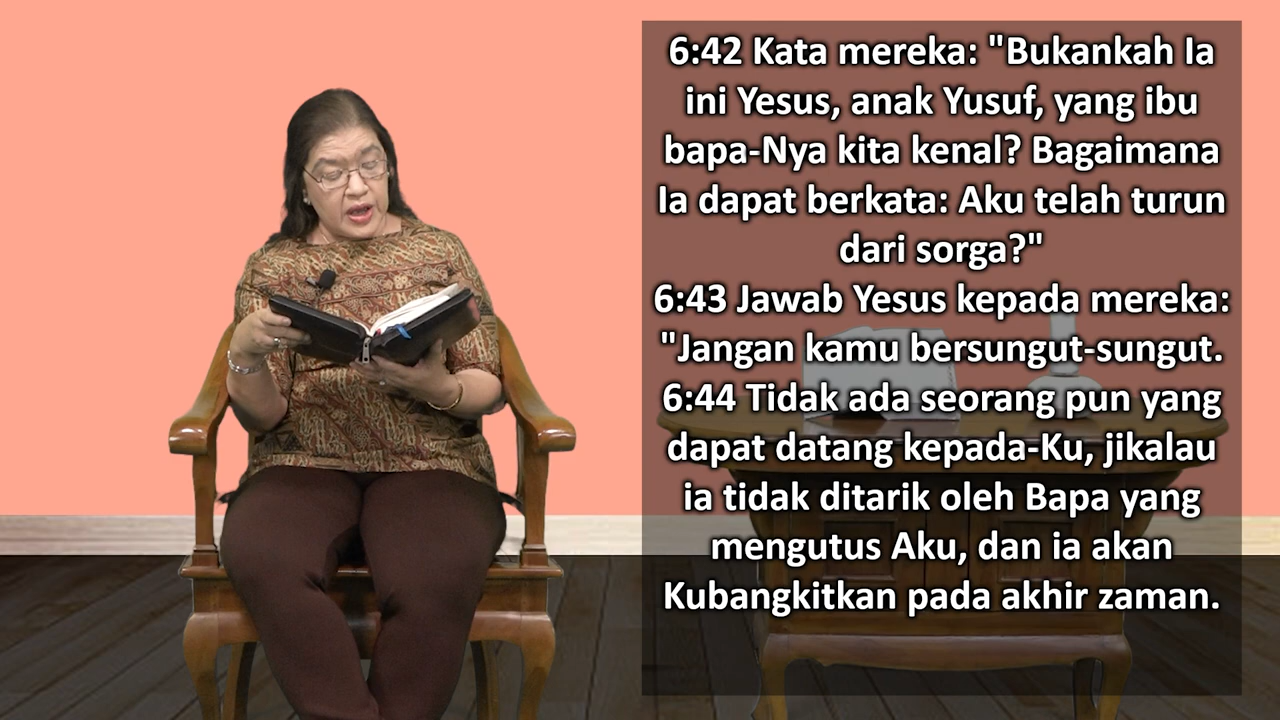 6:42 Kata mereka: "Bukankah Ia
ini Yesus, anak Yusuf, yang ibu
bapa-Nya kita kenal? Bagaimana
Ia dapat berkata: Aku telah turun
dari sorga?"
6:43 Jawab Yesus kepada mereka:
"Jangan kamu bersungut-sungut.
6:44 Tidak ada seorang pun yang
dapat datang kepada-Ku, jikalau
ia tidak ditarik oleh Bapa yang
mengutus Aku, dan ia akan
Kubangkitkan pada akhir zaman.